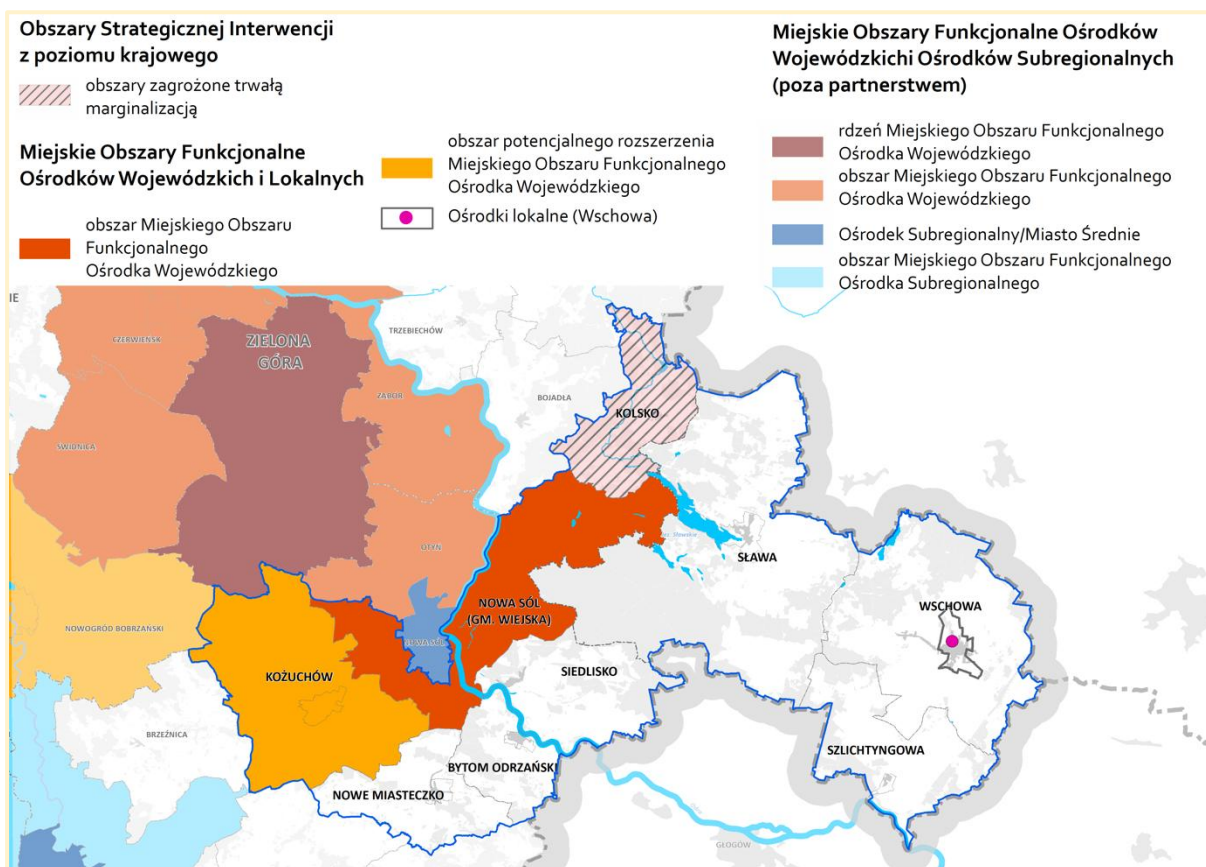 Obszary Strategicznej Interwencji
z poziomu krajowego
obszary zagrożone trwałą
marginalizacją
Miejskie Obszary Funkcjonalne
Ośrodków Wojewódzkich i Lokalnych
obszar Miejskiego Obszaru
Funkcjonalnego
Ośrodka Wojewódzkiego
obszar potencjalnego rozszerzenia
Miejskiego Obszaru Funkcjonalnego
Ośrodka Wojewódzkiego
Ośrodki lokalne (Wschowa)
Miejskie Obszary Funkcjonalne Ośrodków
Wojewódzkichi Ośrodków Subregionalnych
(poza partnerstwem)
rdzeń Miejskiego Obszaru Funkcjonalnego
Ośrodka Wojewódzkiego
obszar Miejskiego Obszaru Funkcjonalnego
Ośrodka Wojewódzkiego
Ośrodek Subregionalny/Miasto Średnie
obszar Miejskiego Obszaru Funkcjonalnego
Ośrodka Subregionalnego
IE
TRZEBIECHÓW
CZERWIEŃSK
ZIELONA
GÓRA
ZABÓR
BOJADŁA
KOLSKO
ŚWIDNICA
OTYŃ
SŁAWA
NOWA SÓL
(GM. WIEJSKA)
WSCHOWA
NOWOGRÓD BOBRZAŃSKI
NOWA SÓL
KOŻUCHÓW
SIEDLISKO
BRZEŹNICA
SZLICHTYNGOWA
BYTOM ODRZAŃSKI
NOWE MIASTECZKO
GŁOGÓW